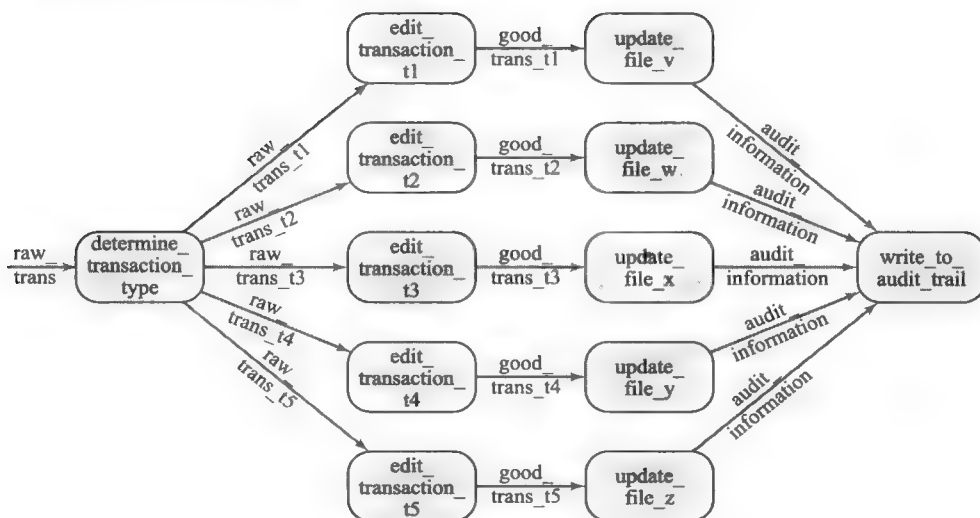 edit_
transaction_
t1
good_
trans_t1
update_
file_v
raw_
trans_t1
audit_
information
edit_
transaction_
t2
good_
trans_t2
update_
file_w
raw_
trans_t2
audit_
information
raw_
trans
determine_
transaction_
type
raw_
trans_t3
edit_
transaction_
t3
good_
trans_t3
update_
file_x
audit_
information
write_to_
audit_trail
raw_
trans_t4
edit_
transaction_
t4
good_
trans_t4
update_
file_y
audit_
information
raw_
trans_t5
edit_
transaction_
t5
good_
trans_t5
update_
file_z
audit_
information